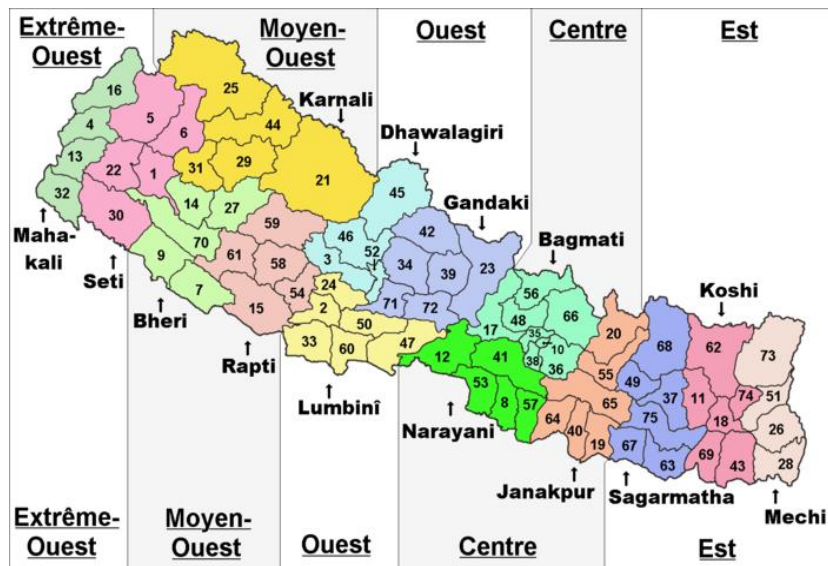 Extrême-
Ouest
Moyen-
Ouest
Ouest
Centre
Est
Karnali
Dhawalagiri
Gandaki
Bagmati
Koshi
16
25
5
4
6
44
13
31
29
22
1
21
32
45
14
27
30
59
42
46
52
70
3
23
9
61
34
39
58
56
7
24
54
71
72
48
66
20
15
2
17
35
68
62
73
50
10
33
60
47
12
41
38
36
55
49
37
11
74
51
53
65
18
26
8
57
64
75
40
19
67
69
63
43
28
Maha-
kali
Seti
Bheri
Rapti
Lumbinî
Narayani
Janakpur
Sagarmatha
Mechi
Extrême-
Ouest
Moyen-
Ouest
Ouest
Centre
Est